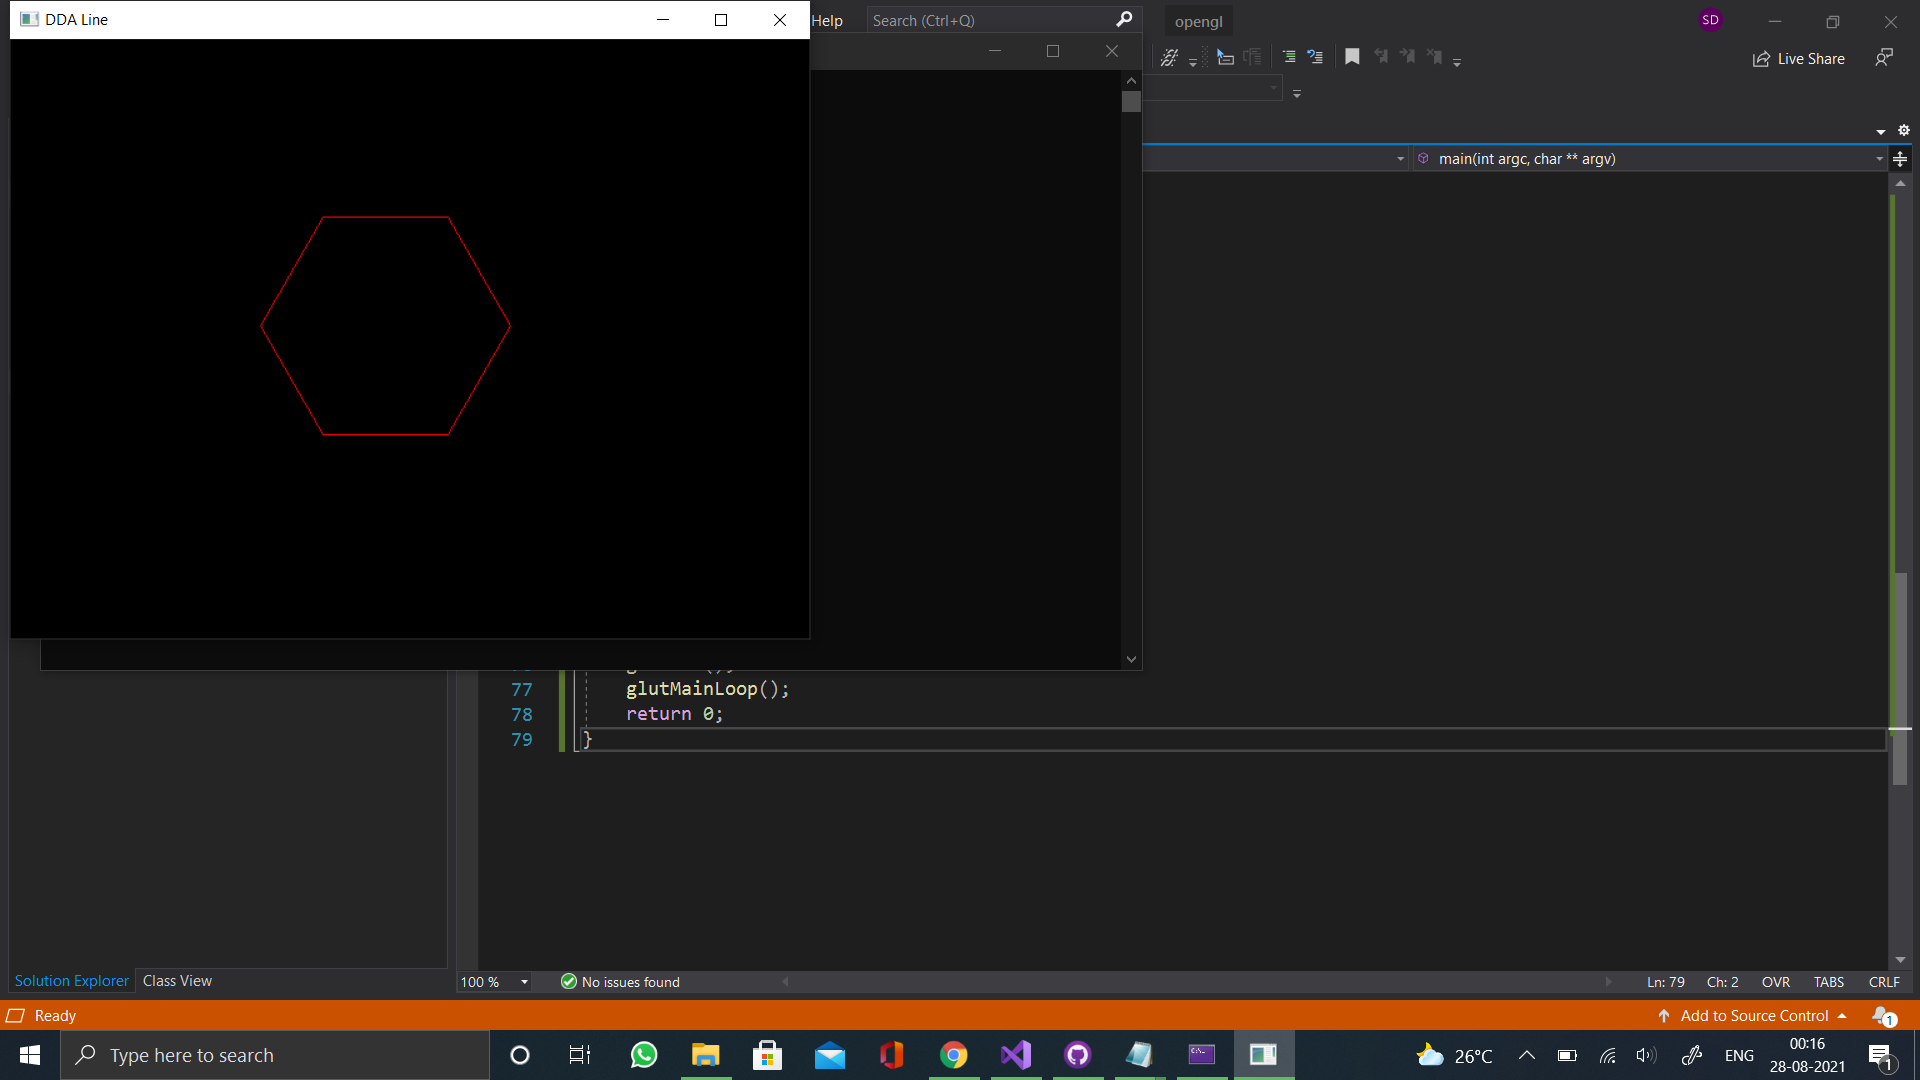 DDA Line
Help
Search (Ctrl+Q)
opengl
SD
Live Share
main(int argc, char ** argv)
77 glutMainLoop();
78 return 0;
79 }
Solution Explorer
Class View
100 %
No issues found
Ln: 79
Ch: 2
OVR
TABS
CRLF
Ready
Add to Source Control
1
Type here to search
26°C
ENG
00:16
28-08-2021
1